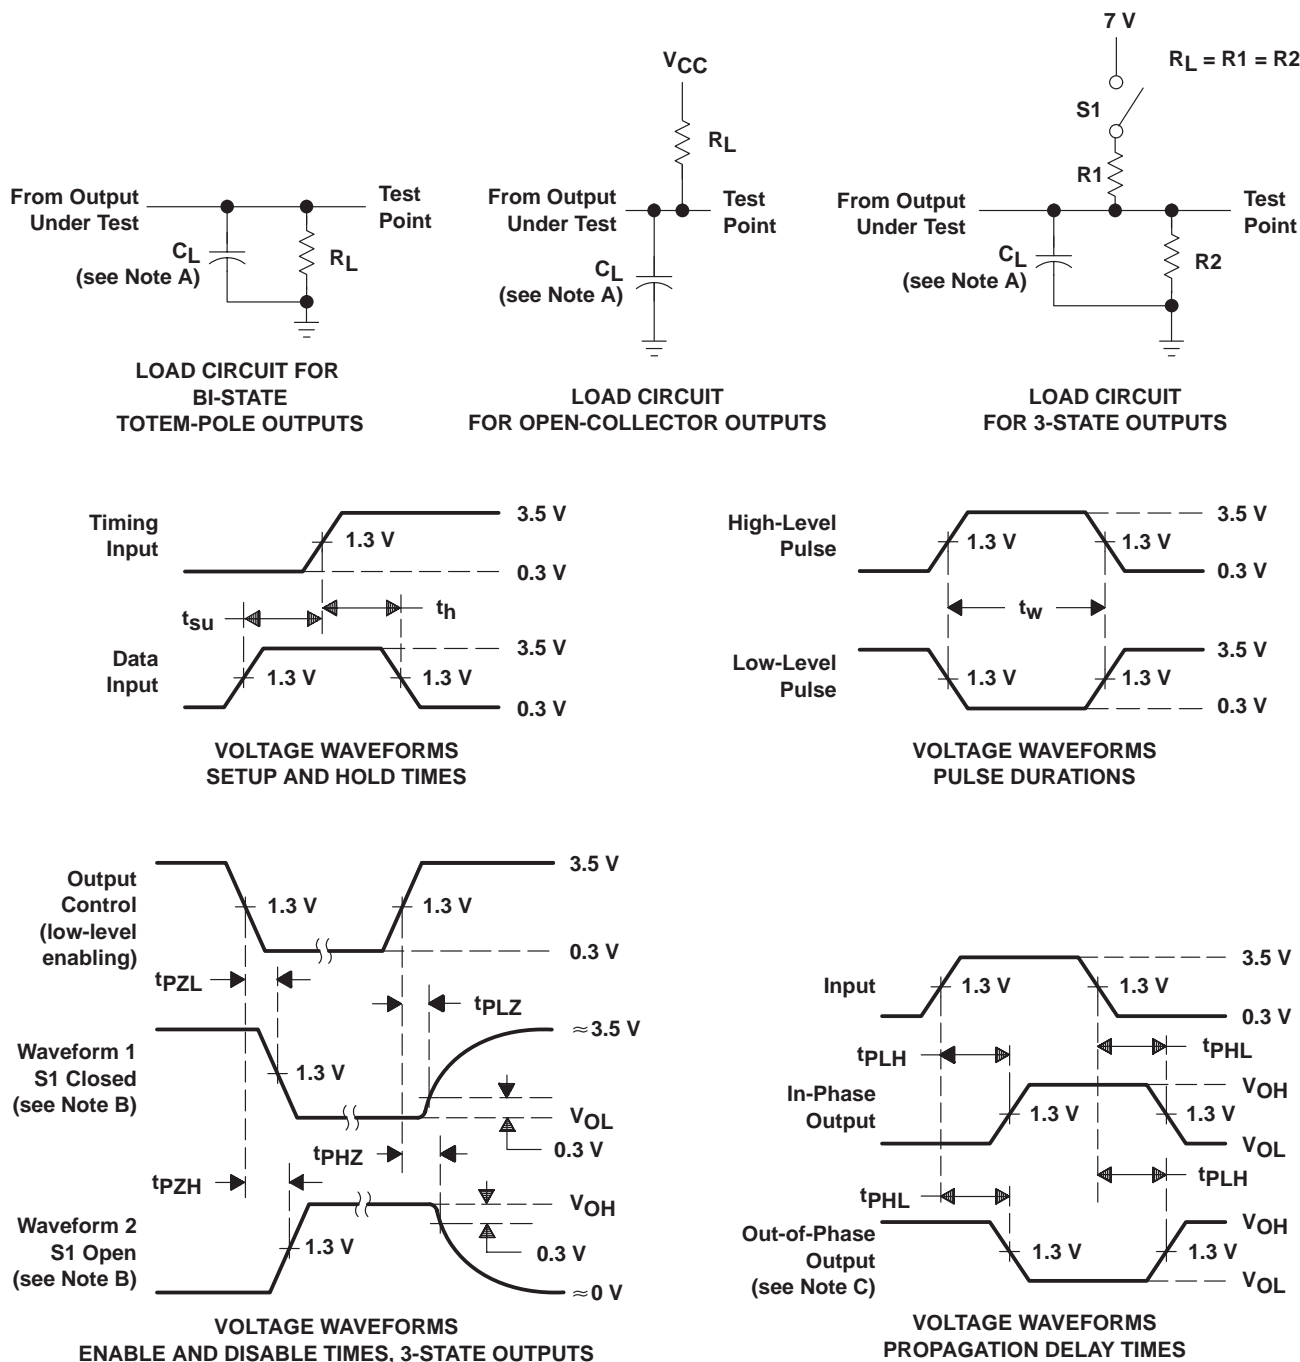 7 V
RL = R1 = R2
S1
R1
From Output
Under Test
Test
Point
CL
(see Note A)
R2
LOAD CIRCUIT
FOR 3-STATE OUTPUTS
VCC
RL
From Output
Under Test
Test
Point
CL
(see Note A)
LOAD CIRCUIT
FOR OPEN-COLLECTOR OUTPUTS
From Output
Under Test
Test
Point
CL
(see Note A)
RL
LOAD CIRCUIT FOR
BI-STATE
TOTEM-POLE OUTPUTS
Timing
Input
1.3 V
3.5 V
0.3 V
tsu
th
Data
Input
1.3 V
1.3 V
3.5 V
0.3 V
VOLTAGE WAVEFORMS
SETUP AND HOLD TIMES
High-Level
Pulse
1.3 V
1.3 V
3.5 V
0.3 V
tw
Low-Level
Pulse
1.3 V
1.3 V
3.5 V
0.3 V
VOLTAGE WAVEFORMS
PULSE DURATIONS
Output
Control
(low-level
enabling)
1.3 V
1.3 V
3.5 V
0.3 V
tPZL
tPLZ
Waveform 1
S1 Closed
(see Note B)
1.3 V
≈3.5 V
VOL
0.3 V
tPHZ
tPZH
Waveform 2
S1 Open
(see Note B)
1.3 V
VOH
0.3 V
≈0 V
VOLTAGE WAVEFORMS
ENABLE AND DISABLE TIMES, 3-STATE OUTPUTS
Input
1.3 V
1.3 V
3.5 V
0.3 V
tPLH
tPHL
In-Phase
Output
1.3 V
1.3 V
VOH
VOL
tPHL
tPLH
Out-of-Phase
Output
(see Note C)
1.3 V
1.3 V
VOH
VOL
VOLTAGE WAVEFORMS
PROPAGATION DELAY TIMES